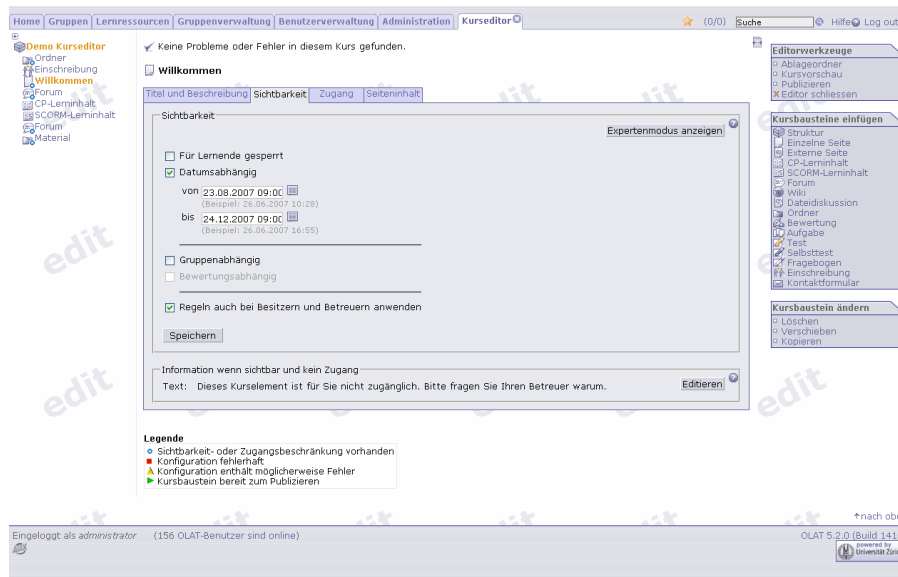 Home Gruppen Lernressourcen Gruppenverwaltung Benutzerverwaltung Administration Kurseditor (0/0) Suche Hilfe Log out
Demo Kurseditor
Ordner
Einschreibung
Willkommen
Forum
CP-Lerninhalt
SCORM-Lerninhalt
Forum
Material
Keine Probleme oder Fehler in diesem Kurs gefunden.
Willkommen
Titel und Beschreibung Sichtbarkeit Zugang Seiteninhalt
Sichtbarkeit
Expertenmodus anzeigen
Für Lernende gesperrt
Datumsabhängig
von 23.08.2007 09:00
(Beispiel: 26.06.2007 10:28)
bis 24.12.2007 09:00
(Beispiel: 26.06.2007 16:55)
Gruppenabhängig
Bewertungsabhängig
Regeln auch bei Besitzern und Betreuern anwenden
Speichern
Information wenn sichtbar und kein Zugang
Text: Dieses Kurselement ist für Sie nicht zugänglich. Bitte fragen Sie Ihren Betreuer warum. Editieren
Legende
Sichtbarkeit- oder Zugangsbeschränkung vorhanden
Konfiguration fehlerhaft
Konfiguration enthält möglicherweise Fehler
Kursbaustein bereit zum Publizieren
Editorwerkzeuge
Ablageordner
Kursvorschau
Publizieren
Editor schliessen
Kursbausteine einfügen
Struktur
Einzelne Seite
Externe Seite
CP-Lerninhalt
SCORM-Lerninhalt
Forum
Wiki
Dateidiskussion
Ordner
Bewertung
Aufgabe
Test
Selbsttest
Fragebogen
Einschreibung
Kontaktformular
Kursbaustein ändern
Löschen
Verschieben
Kopieren
edit
edit
edit
nach obe
Eingeloggt als administrator (156 OLAT-Benutzer sind online) OLAT 5.2.0 (Build 141
powered by
Universität Züri